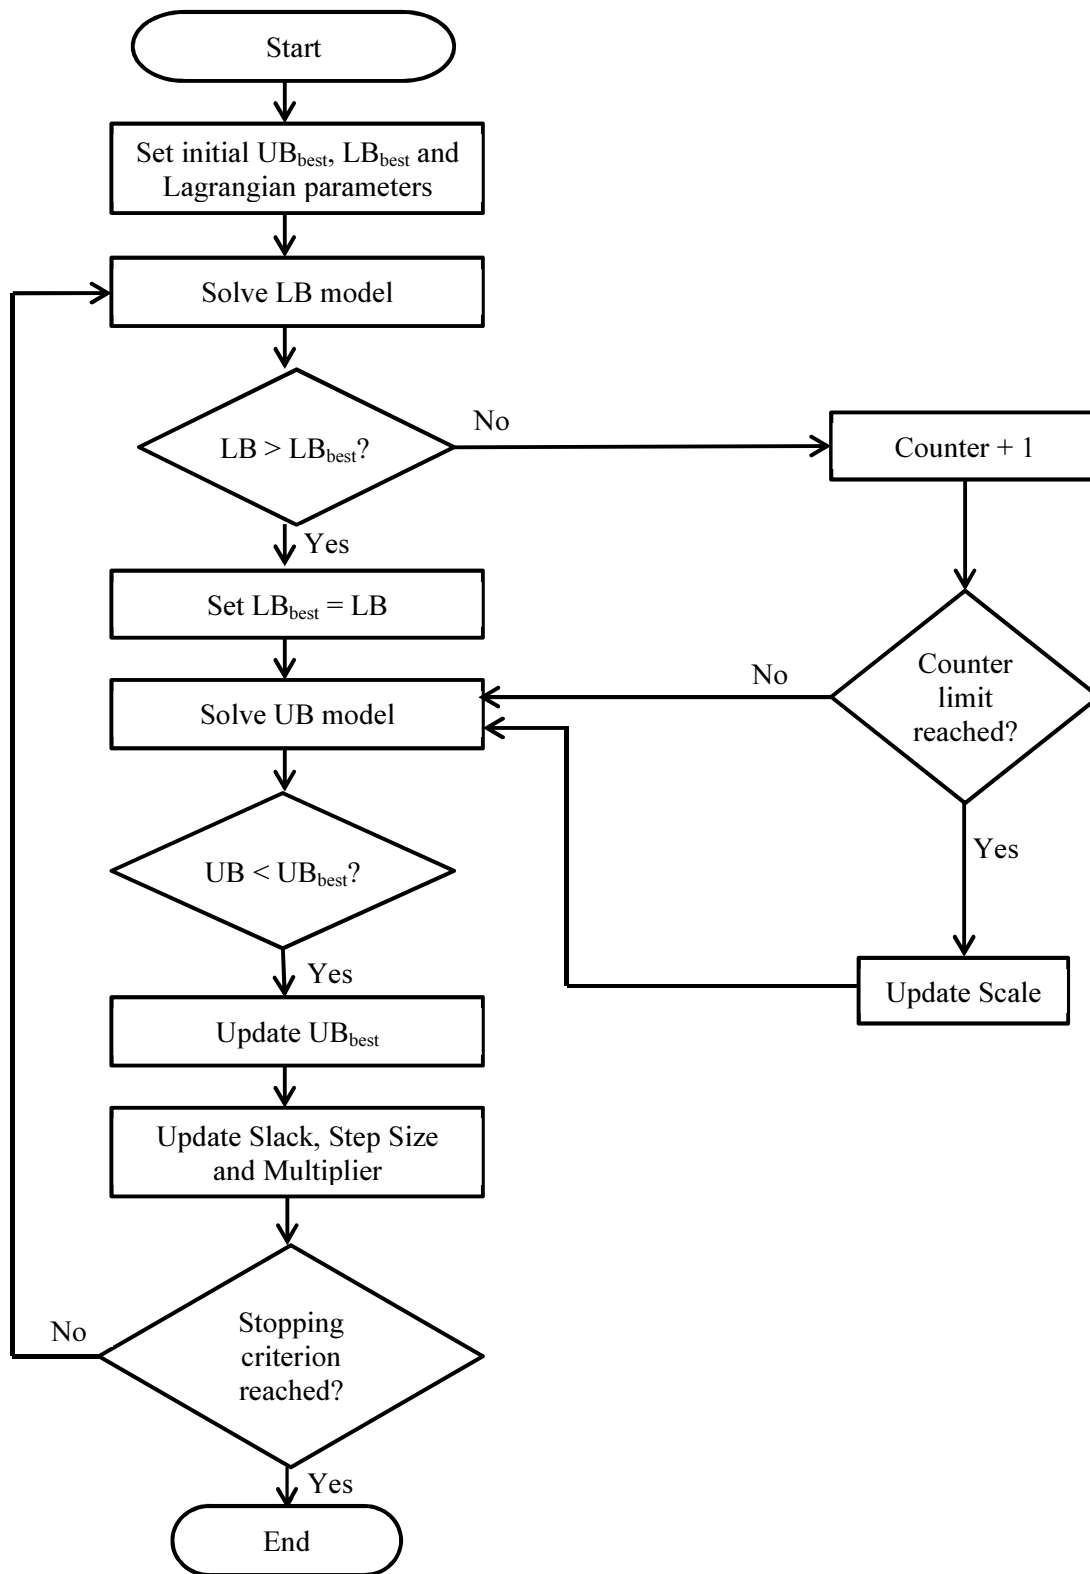 Start
Set initial UBbest, LBbest and
Lagrangian parameters
Solve LB model
LB > LBbest?
No
Counter + 1
Yes
Set LBbest = LB
Counter
limit
reached?
No
Solve UB model
Yes
UB < UBbest?
Update Scale
Yes
Update UBbest
Update Slack, Step Size
and Multiplier
Stopping
criterion
reached?
No
Yes
End